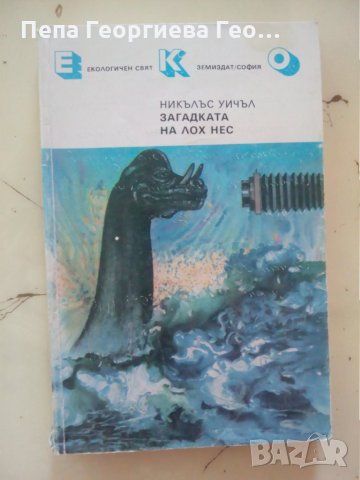 Пепа Георгиева Гео...
Е К О
ЕКОЛОГИЧЕН СВЯТ ЗЕМИЗДАТ/СОФИЯ
НИКЪЛЪС УИЧЪЛ
ЗАГАДКАТА
НА ЛОХ НЕС
BAZAR